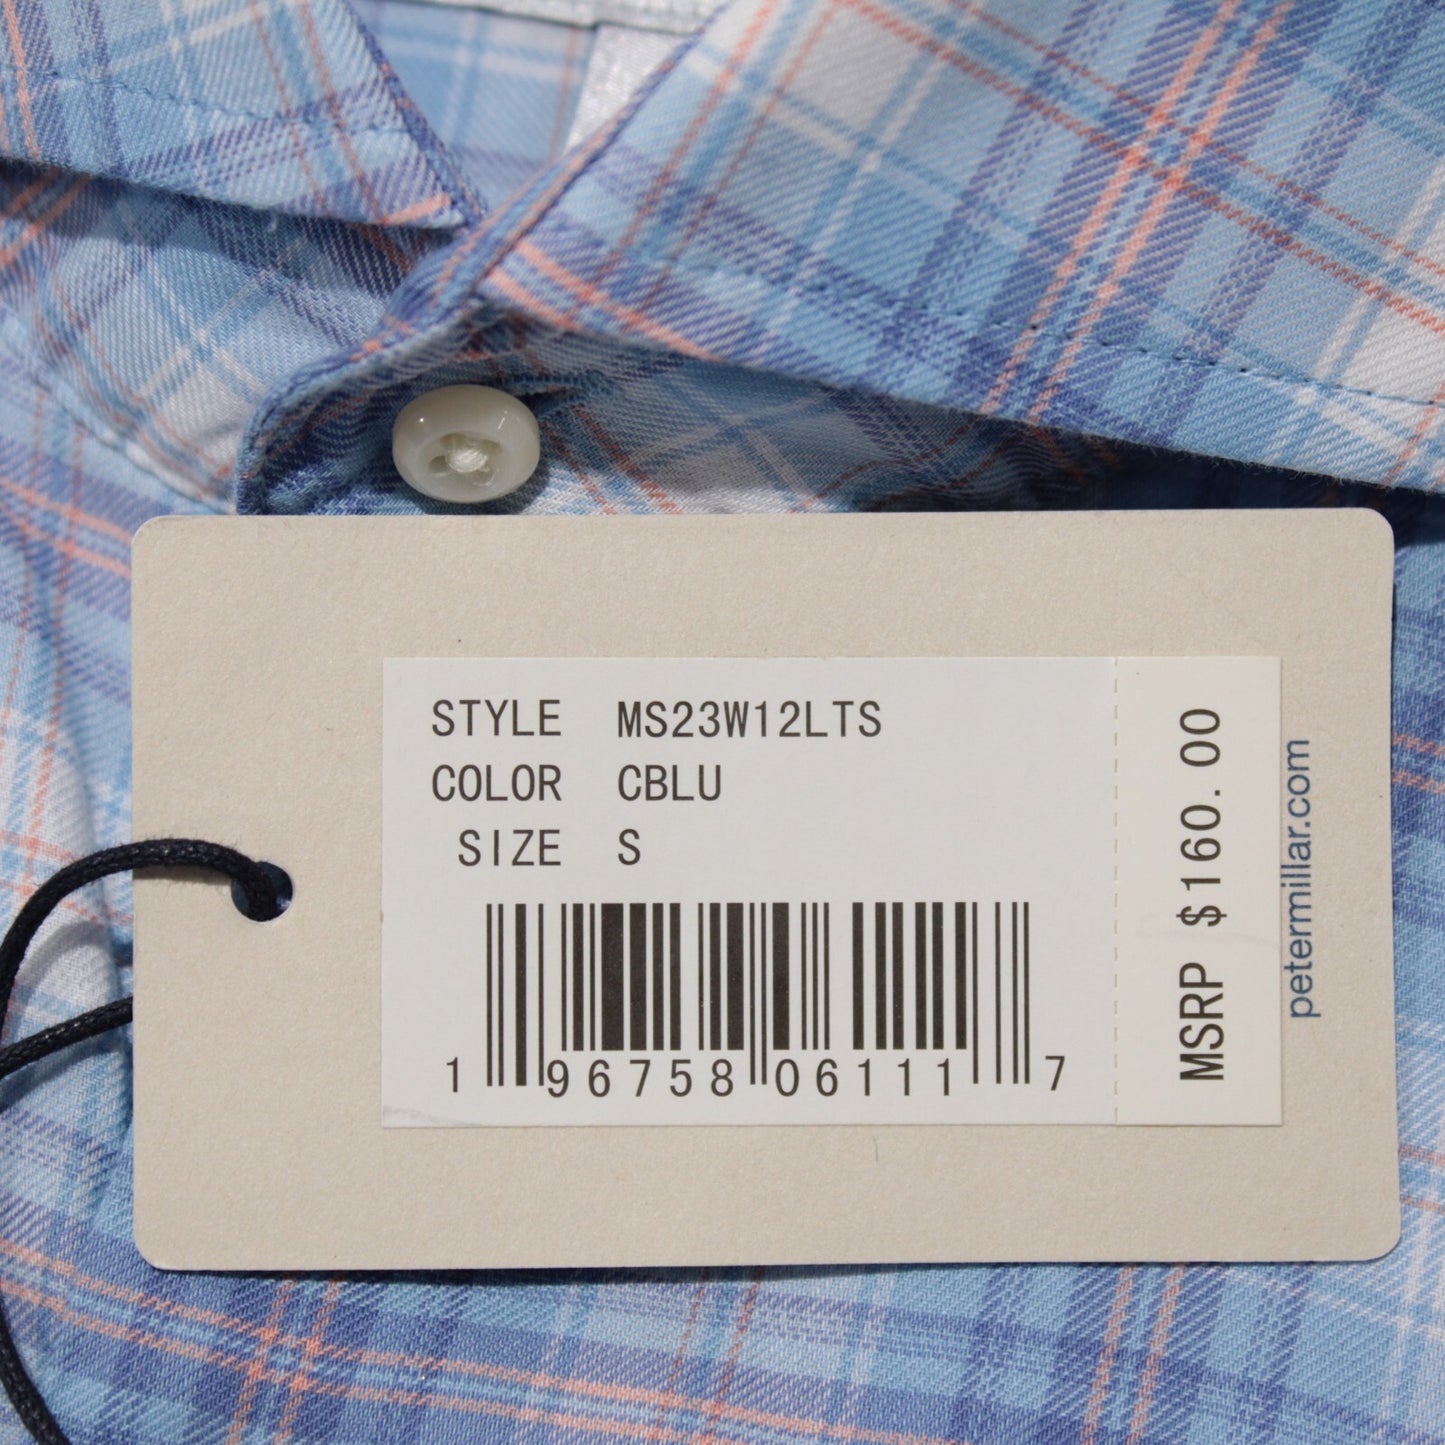 STYLE MS23W12LTS
COLOR CBLU
SIZE S
1 96758 06111 7
MSRP $160.00
petermillar.com